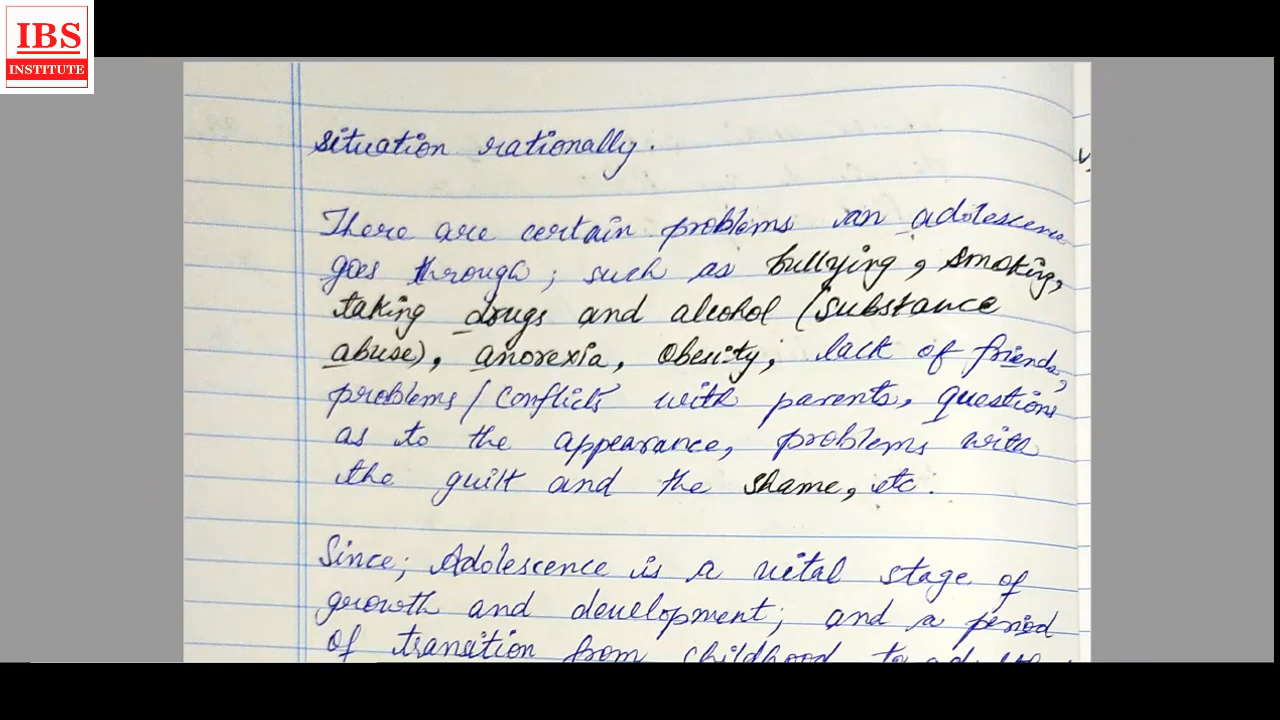 IBS
INSTITUTE
situation rationally.
There are certain problems an adolescence
goes through; such as bullying, smoking,
taking drugs and alcohol (substance
abuse), anorexia, obesity; lack of friends,
problems/conflicts with parents, questions
as to the appearance, problems with
the guilt and the shame, etc.
Since; Adolescence is a vital stage of
growth and development; and a period
of transition from childhood to